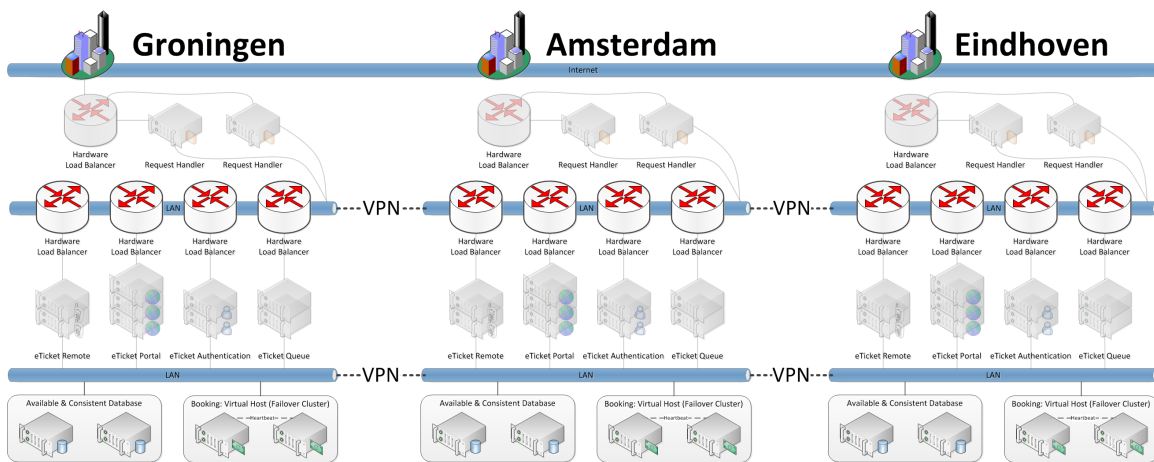 Groningen
Amsterdam
Eindhoven
Internet
Hardware
Load Balancer
Request Handler
Request Handler
Hardware
Load Balancer
Request Handler
Request Handler
Hardware
Load Balancer
Request Handler
Request Handler
LAN
VPN
LAN
VPN
LAN
Hardware
Load Balancer
Hardware
Load Balancer
Hardware
Load Balancer
Hardware
Load Balancer
Hardware
Load Balancer
Hardware
Load Balancer
Hardware
Load Balancer
Hardware
Load Balancer
Hardware
Load Balancer
Hardware
Load Balancer
Hardware
Load Balancer
Hardware
Load Balancer
eTicket Remote
eTicket Portal
eTicket Authentication
eTicket Queue
eTicket Remote
eTicket Portal
eTicket Authentication
eTicket Queue
eTicket Remote
eTicket Portal
eTicket Authentication
eTicket Queue
LAN
VPN
LAN
VPN
LAN
Available & Consistent Database
Booking: Virtual Host (Failover Cluster)
Heartbeat
Available & Consistent Database
Booking: Virtual Host (Failover Cluster)
Heartbeat
Available & Consistent Database
Booking: Virtual Host (Failover Cluster)
Heartbeat